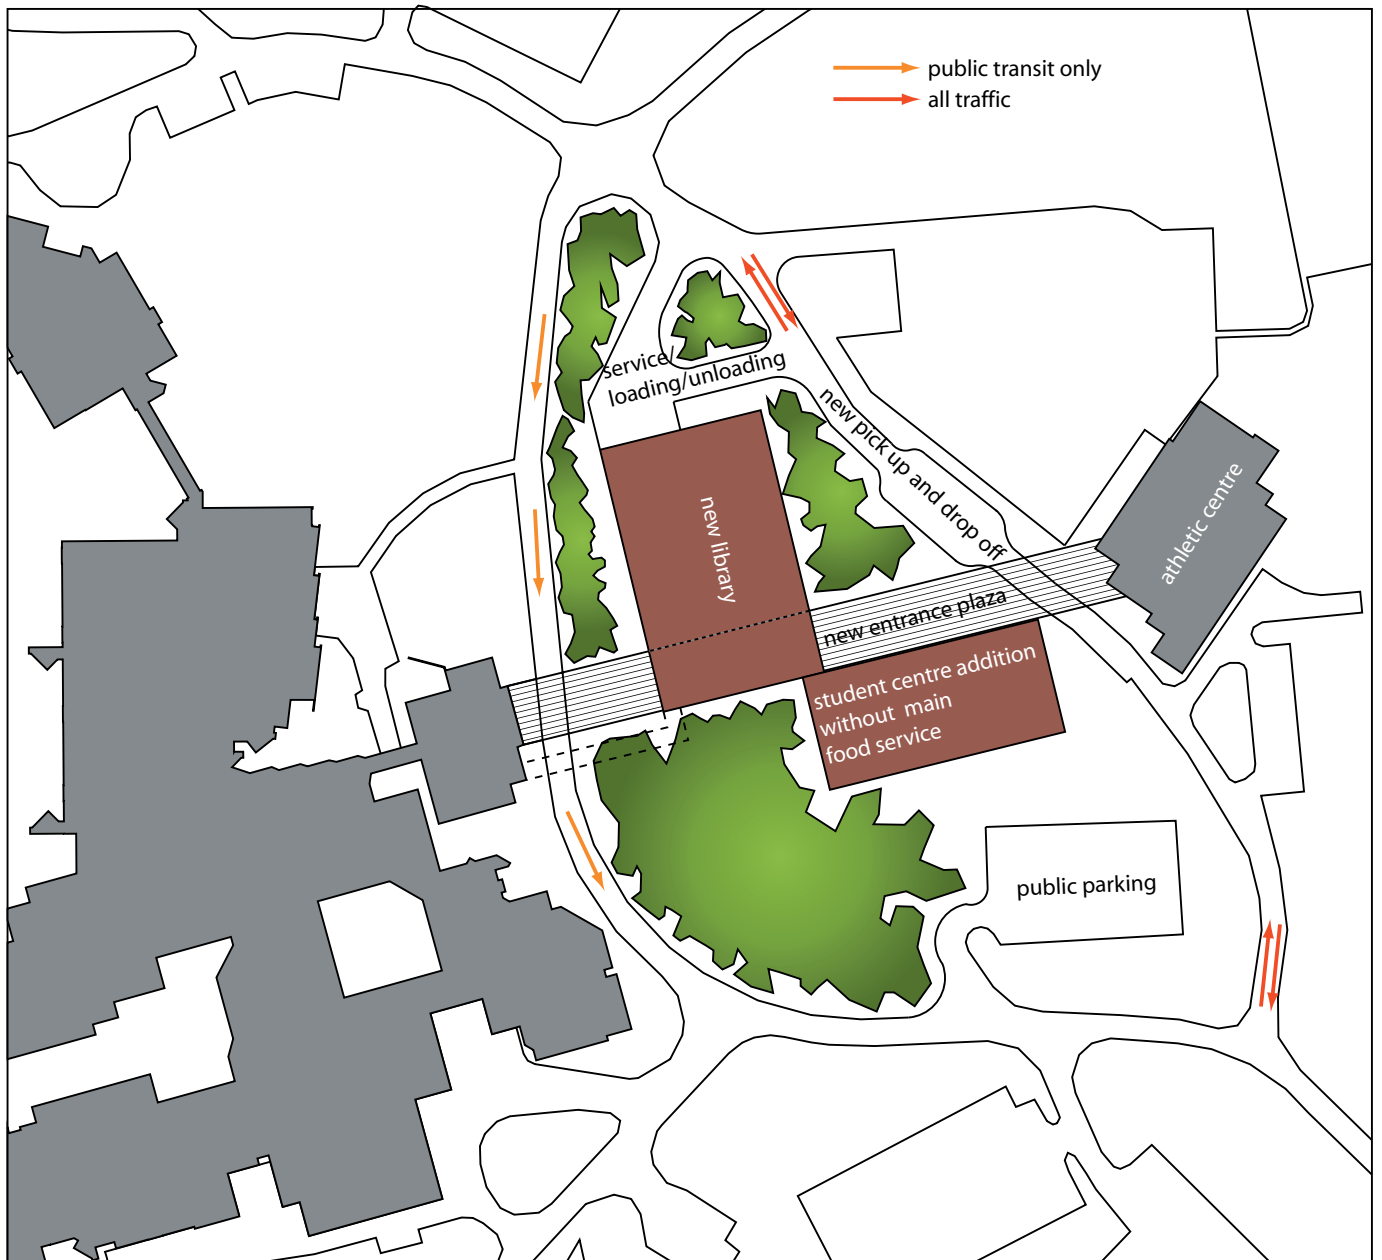 public transit only
all traffic
service/
loading/unloading
new pick up and drop off
new library
athletic centre
new entrance plaza
student centre addition
without main
food service
public parking